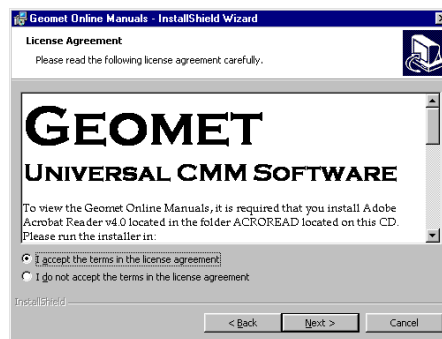 Geomet Online Manuals - InstallShield Wizard
License Agreement
Please read the following license agreement carefully.
GEOMET
UNIVERSAL CMM SOFTWARE
To view the Geomet Online Manuals, it is required that you install Adobe
Acrobat Reader v4.0 located in the folder ACROREAD located on this CD.
Please run the installer in:
I accept the terms in the license agreement
I do not accept the terms in the license agreement
InstallShield
< Back
Next >
Cancel